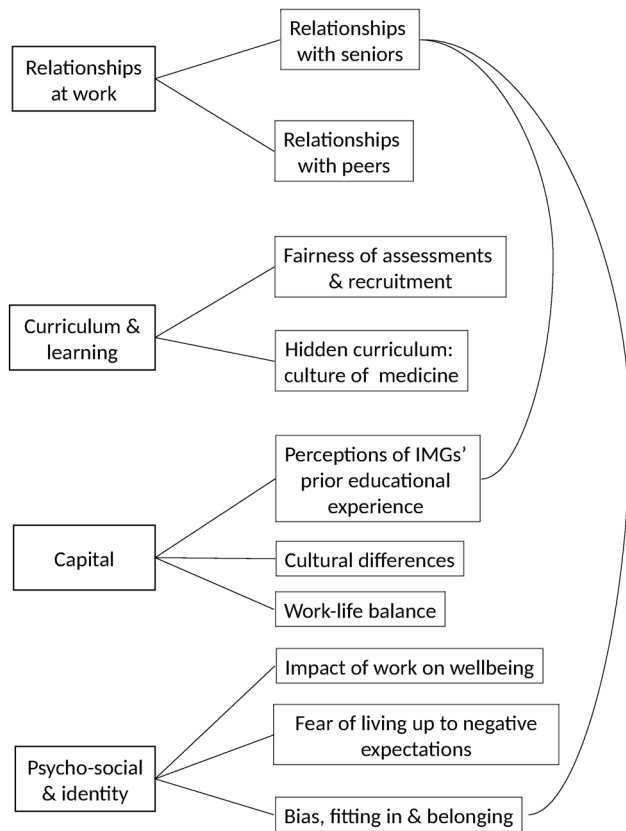 Relationships
with seniors
Relationships
at work
Relationships
with peers
Fairness of assessments
& recruitment
Curriculum &
learning
Hidden curriculum:
culture of medicine
Perceptions of IMGs’
prior educational
experience
Capital
Cultural differences
Work-life balance
Impact of work on wellbeing
Fear of living up to negative
expectations
Psycho-social
& identity
Bias, fitting in & belonging